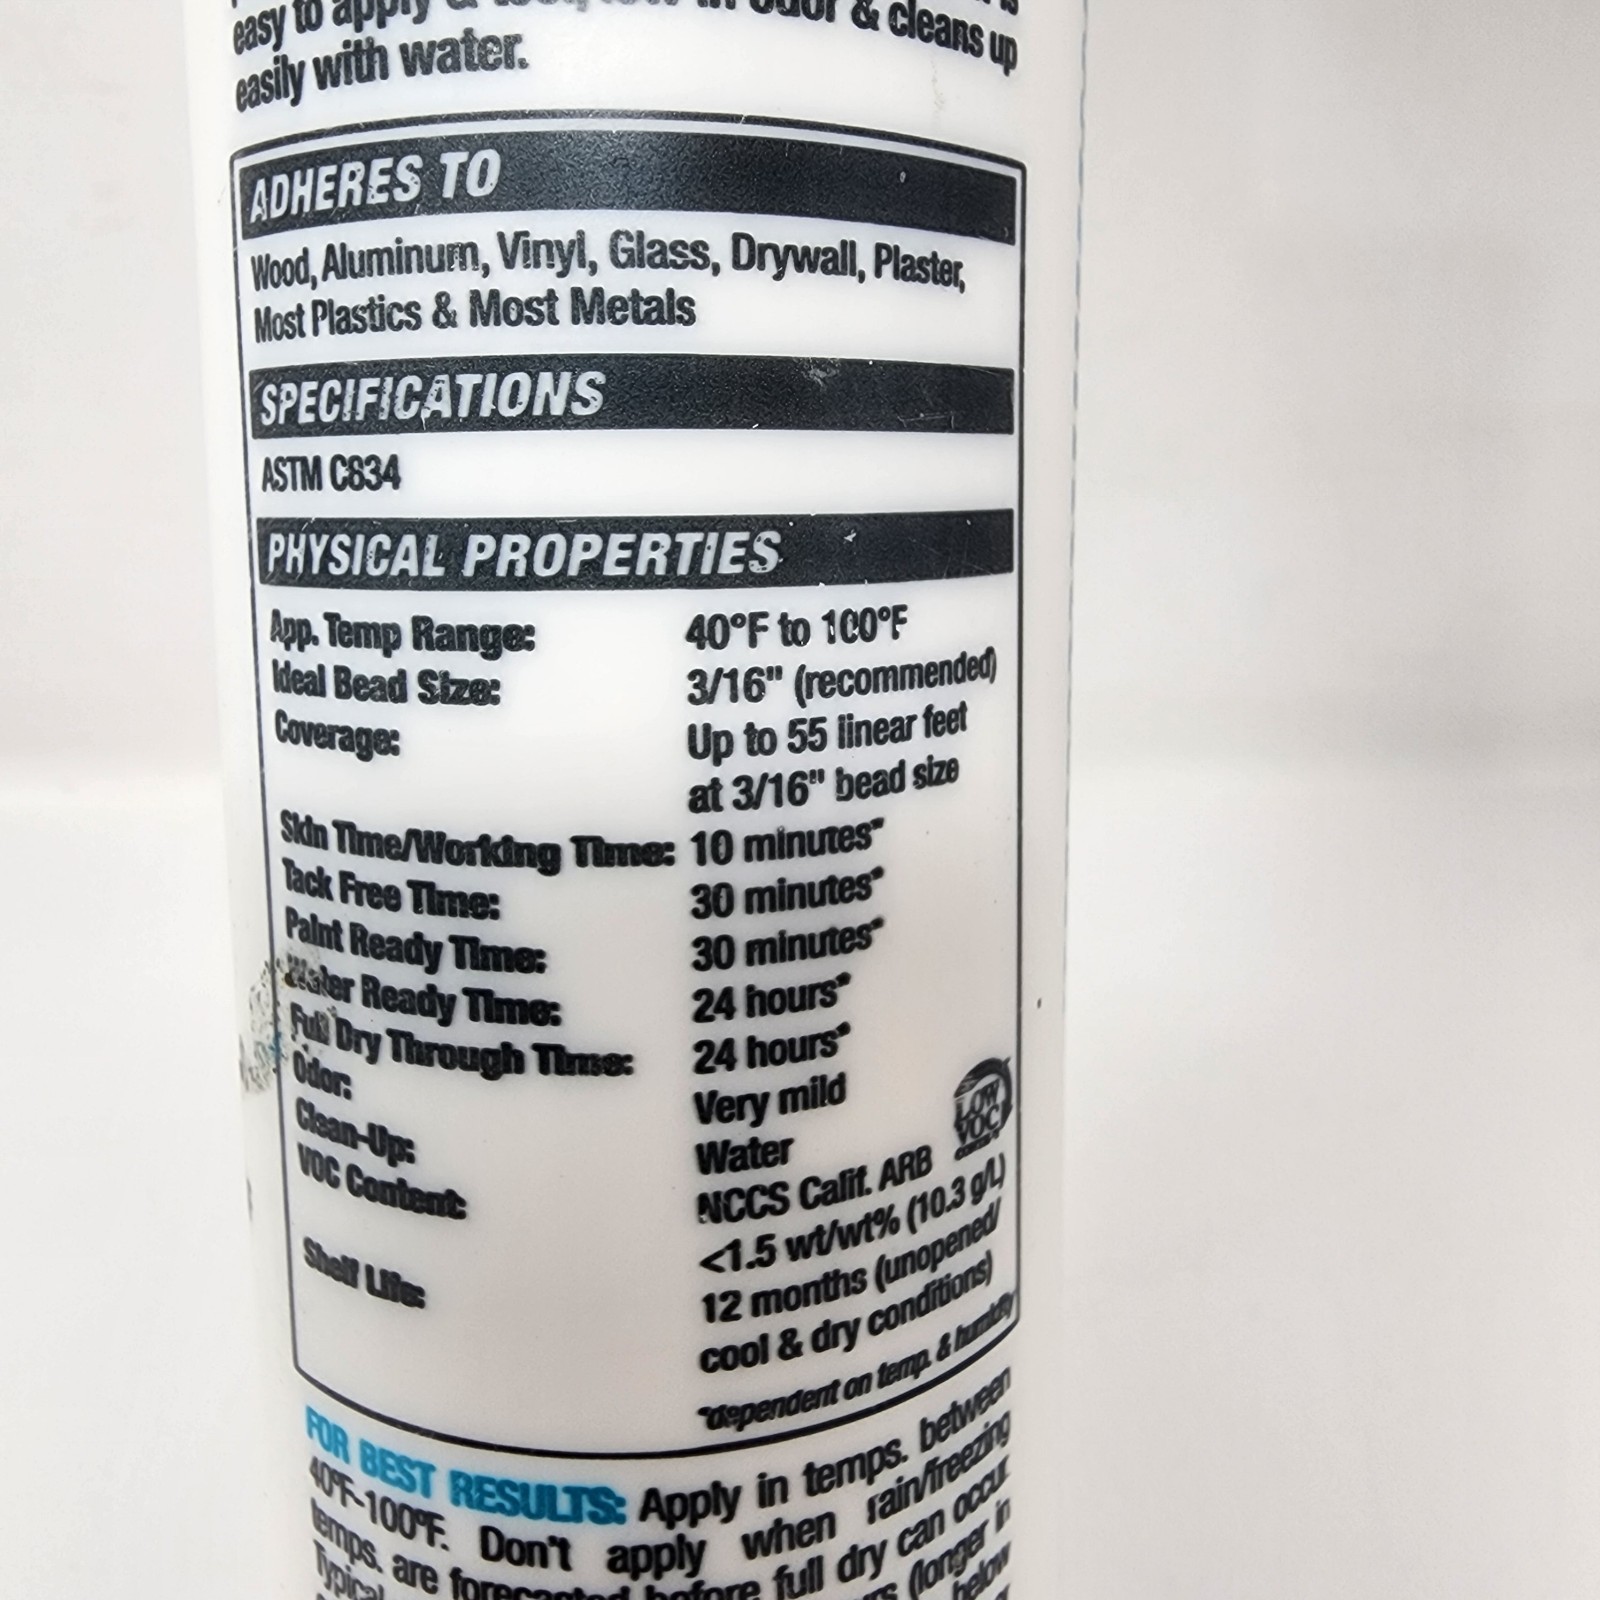 easy to apply & in odor & cleans up
easily with water.
ADHERES TO
Wood, Aluminum, Vinyl, Glass, Drywall, Plaster,
Most Plastics & Most Metals
SPECIFICATIONS
ASTM C834
PHYSICAL PROPERTIES
App. Temp Range: 40°F to 100°F
Ideal Bead Size: 3/16" (recommended)
Coverage: Up to 55 linear feet
at 3/16" bead size
Skin Time/Working Time: 10 minutes*
Tack Free Time: 30 minutes*
Paint Ready Time: 30 minutes*
Water Ready Time: 24 hours*
Full Dry Through Time: 24 hours*
Odor: Very mild
Clean-Up: Water
VOC Content: NCCS Calif. ARB
<1.5 wt/wt% (10.3 g/L)
LOW
VOC
Shelf Life: 12 months (unopened/
cool & dry conditions)
*dependent on temp. & humidity
FOR BEST RESULTS: Apply in temps. between
40°F-100°F. Don't apply when rain/freezing
temps. are forecasted before full dry can occur.
Typical (longer in
below